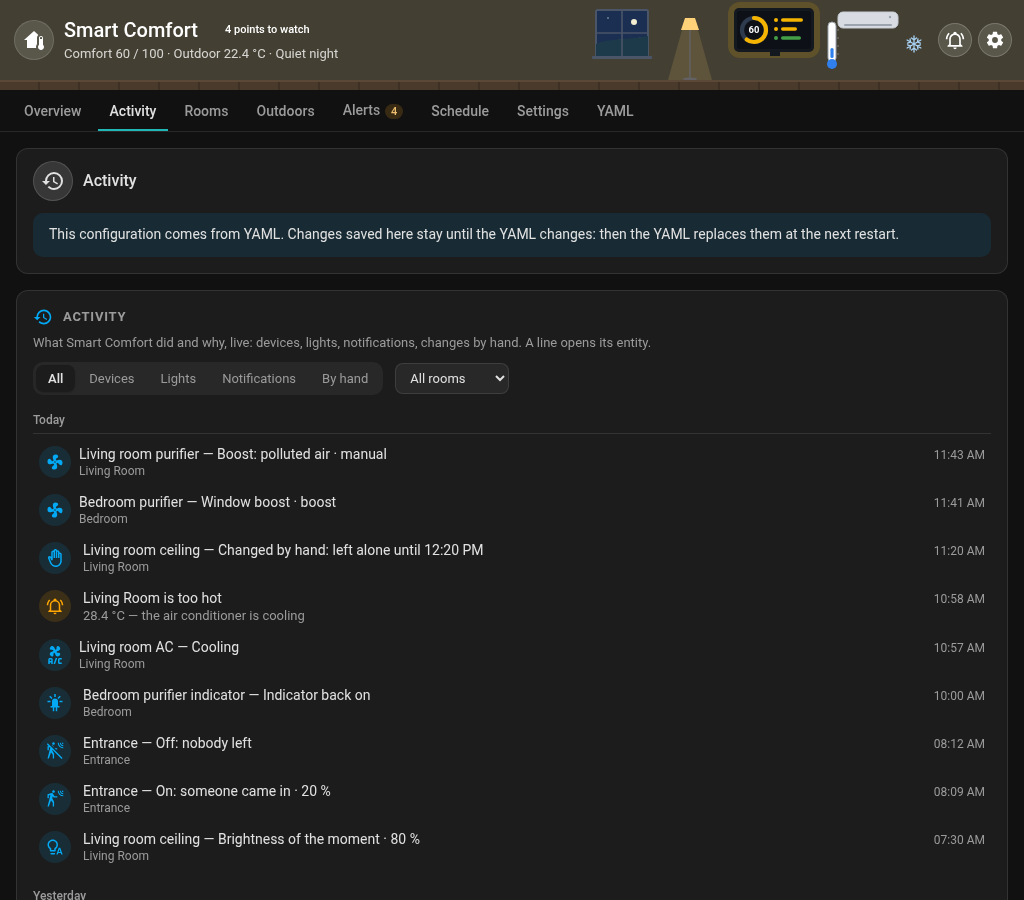 Smart Comfort
4 points to watch
Comfort 60 / 100 · Outdoor 22.4 °C · Quiet night
60
Overview
Activity
Rooms
Outdoors
Alerts 4
Schedule
Settings
YAML
Activity
This configuration comes from YAML. Changes saved here stay until the YAML changes: then the YAML replaces them at the next restart.
ACTIVITY
What Smart Comfort did and why, live: devices, lights, notifications, changes by hand. A line opens its entity.
All
Devices
Lights
Notifications
By hand
All rooms
Today
Living room purifier — Boost: polluted air · manual
Living Room
11:43 AM
Bedroom purifier — Window boost · boost
Bedroom
11:41 AM
Living room ceiling — Changed by hand: left alone until 12:20 PM
Living Room
11:20 AM
Living Room is too hot
28.4 °C — the air conditioner is cooling
10:58 AM
A/C
Living room AC — Cooling
Living Room
10:57 AM
Bedroom purifier indicator — Indicator back on
Bedroom
10:00 AM
Entrance — Off: nobody left
Entrance
08:12 AM
Entrance — On: someone came in · 20 %
Entrance
08:09 AM
A
Living room ceiling — Brightness of the moment · 80 %
Living Room
07:30 AM
Yesterday